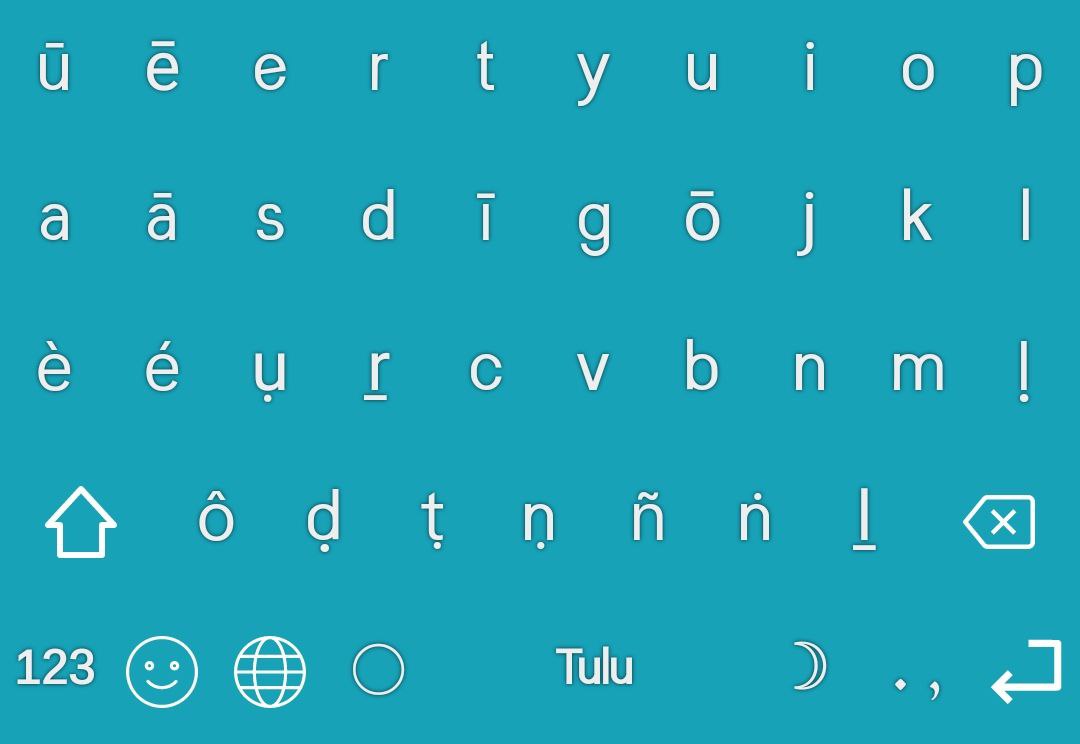 ū ē e r t y u i o p
a ā s d ī g ō j k l
è é ụ ṟ c v b n m ḷ
ô ḍ ṭ ṇ ñ ṅ ḻ
123 Tulu . ,